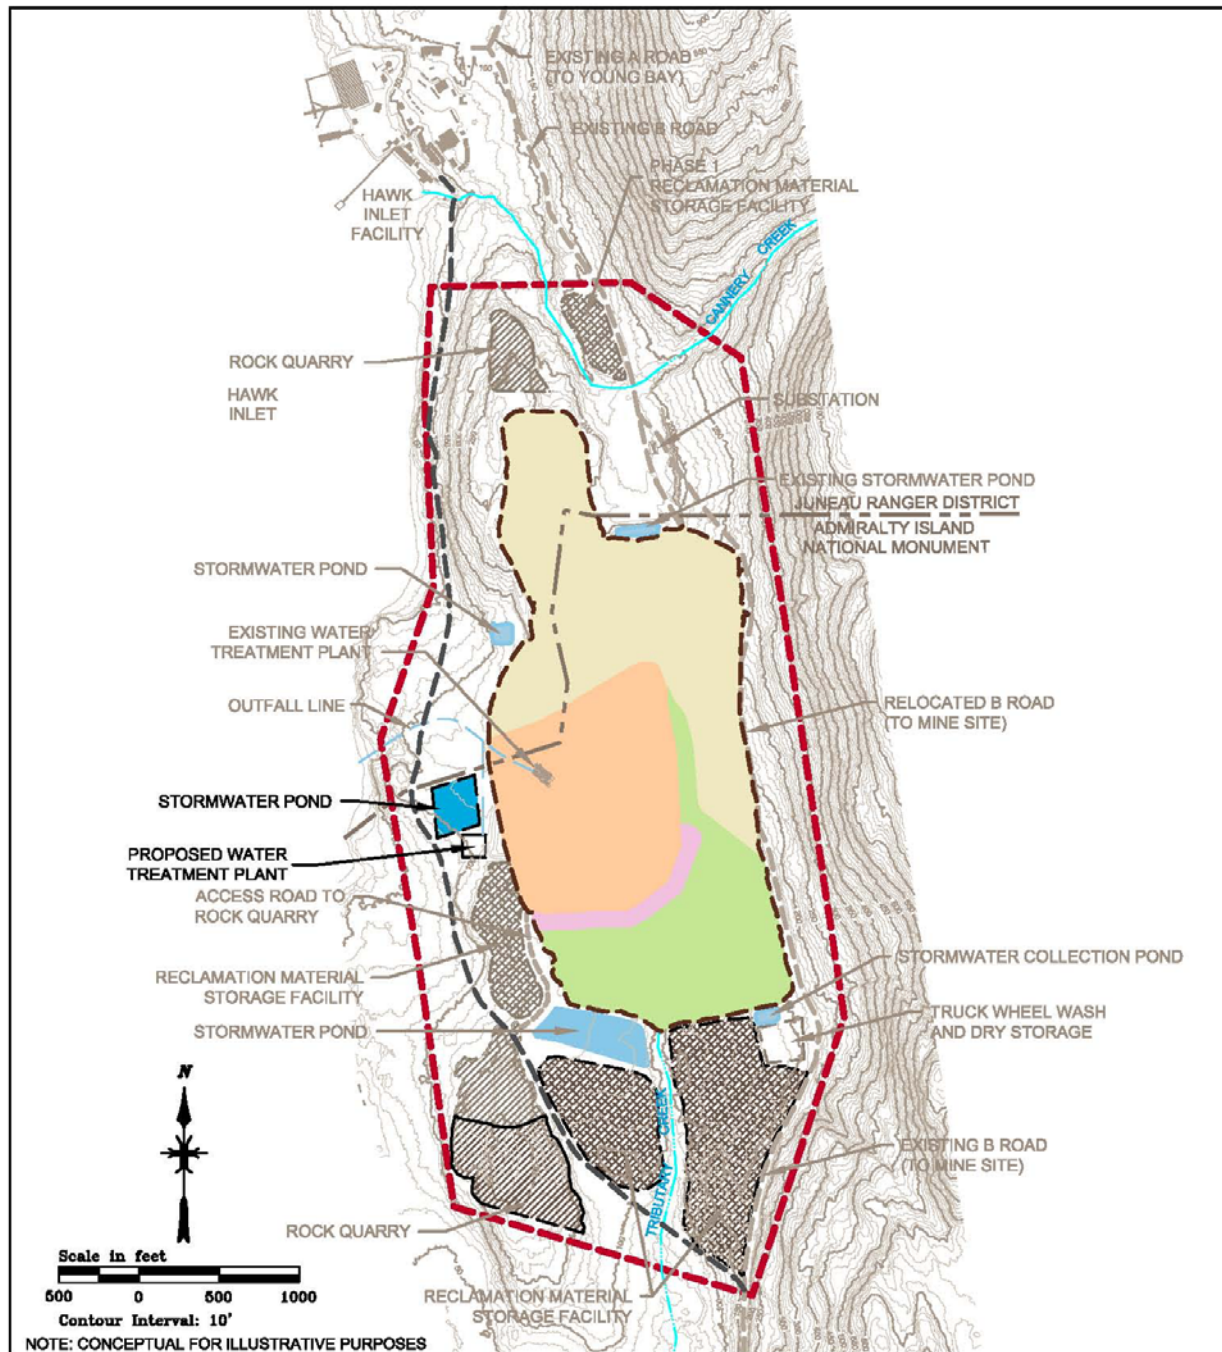 EXISTING A ROAD
(TO YOUNG BAY)
EXISTING B ROAD
PHASE 1
RECLAMATION MATERIAL
STORAGE FACILITY
HAWK
INLET
FACILITY
CANNERY CREEK
ROCK QUARRY
HAWK
INLET
SUBSTATION
EXISTING STORMWATER POND
JUNEAU RANGER DISTRICT
ADMIRALTY ISLAND
NATIONAL MONUMENT
STORMWATER POND
EXISTING WATER
TREATMENT PLANT
OUTFALL LINE
RELOCATED B ROAD
(TO MINE SITE)
STORMWATER POND
PROPOSED WATER
TREATMENT PLANT
ACCESS ROAD TO
ROCK QUARRY
RECLAMATION MATERIAL
STORAGE FACILITY
STORMWATER COLLECTION POND
STORMWATER POND
TRUCK WHEEL WASH
AND DRY STORAGE
TRIBUTARY CREEK
EXISTING B ROAD
(TO MINE SITE)
N
ROCK QUARRY
RECLAMATION MATERIAL
STORAGE FACILITY
Scale in feet
500 0 500 1000
Contour Interval: 10'
NOTE: CONCEPTUAL FOR ILLUSTRATIVE PURPOSES